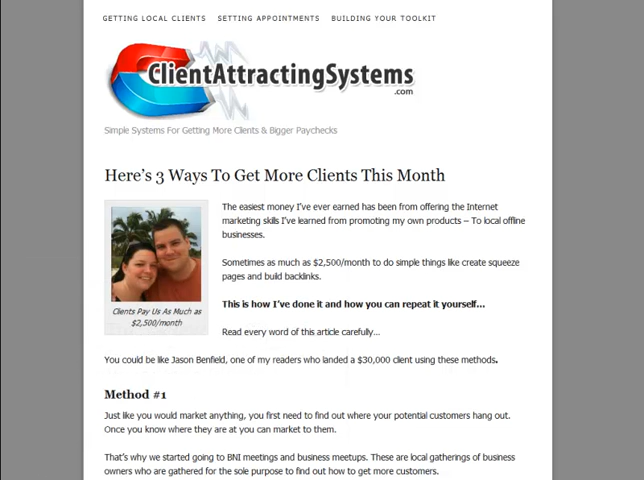 GETTING LOCAL CLIENTS SETTING APPOINTMENTS BUILDING YOUR TOOLKIT
ClientAttractingSystems
.com
Simple Systems For Getting More Clients & Bigger Paychecks
Here's 3 Ways To Get More Clients This Month
The easiest money I've ever earned has been from offering the Internet
marketing skills I've learned from promoting my own products – To local offline
businesses.
Sometimes as much as $2,500/month to do simple things like create squeeze
pages and build backlinks.
Clients Pay Us As Much as
$2,500/month
This is how I've done it and how you can repeat it yourself...
Read every word of this article carefully...
You could be like Jason Benfield, one of my readers who landed a $30,000 client using these methods.
Method #1
Just like you would market anything, you first need to find out where your potential customers hang out.
Once you know where they are at you can market to them.
That's why we started going to BNI meetings and business meetups. These are local gatherings of business
owners who are gathered for the sole purpose to find out how to get more customers.